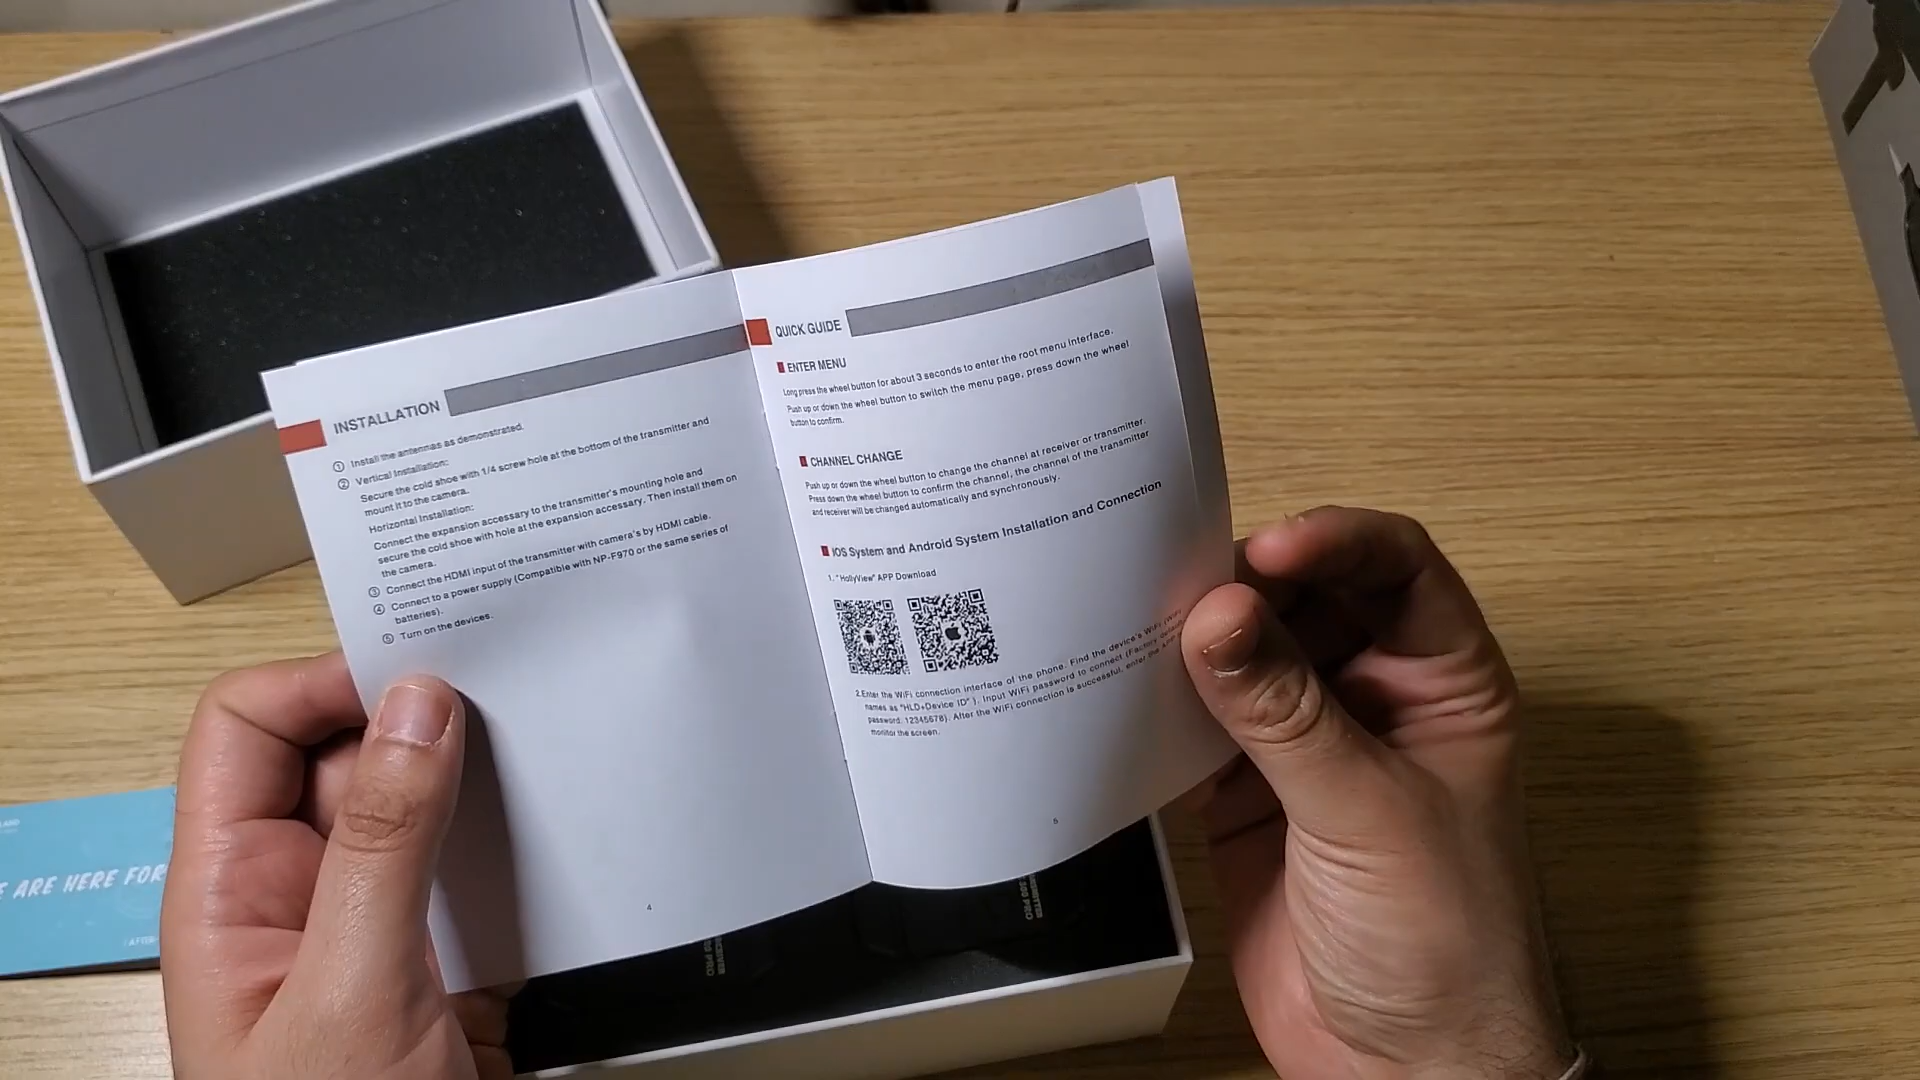 INSTALLATION
① Install the antennas as demonstrated.
② Vertical Installation:
Secure the cold shoe with 1/4 screw hole at the bottom of the transmitter and
mount it to the camera.
Horizontal Installation:
Connect the expansion accessary to the transmitter's mounting hole and
secure the cold shoe with hole at the expansion accessary. Then install them on
the camera.
③ Connect the HDMI input of the transmitter with camera's by HDMI cable.
④ Connect to a power supply (Compatible with NP-F970 or the same series of
batteries).
⑤ Turn on the devices.
4
QUICK GUIDE
ENTER MENU
Long press the wheel button for about 3 seconds to enter the root menu interface.
Push up or down the wheel button to switch the menu page, press down the wheel
button to confirm.
CHANNEL CHANGE
Push up or down the wheel button to change the channel at receiver or transmitter.
Press down the wheel button to confirm the channel, the channel of the transmitter
and receiver will be changed automatically and synchronously.
IOS System and Android System Installation and Connection
1. "HollyView" APP Download
2.Enter the WiFi connection interface of the phone. Find the device's WiFi (WiFi
names as "HLD+Device ID" ). Input WiFi password to connect (Factory default
password: 12345678). After the WiFi connection is successful, enter the APP
monitor the screen.
5
ARE HERE FOR
PRO
PRO